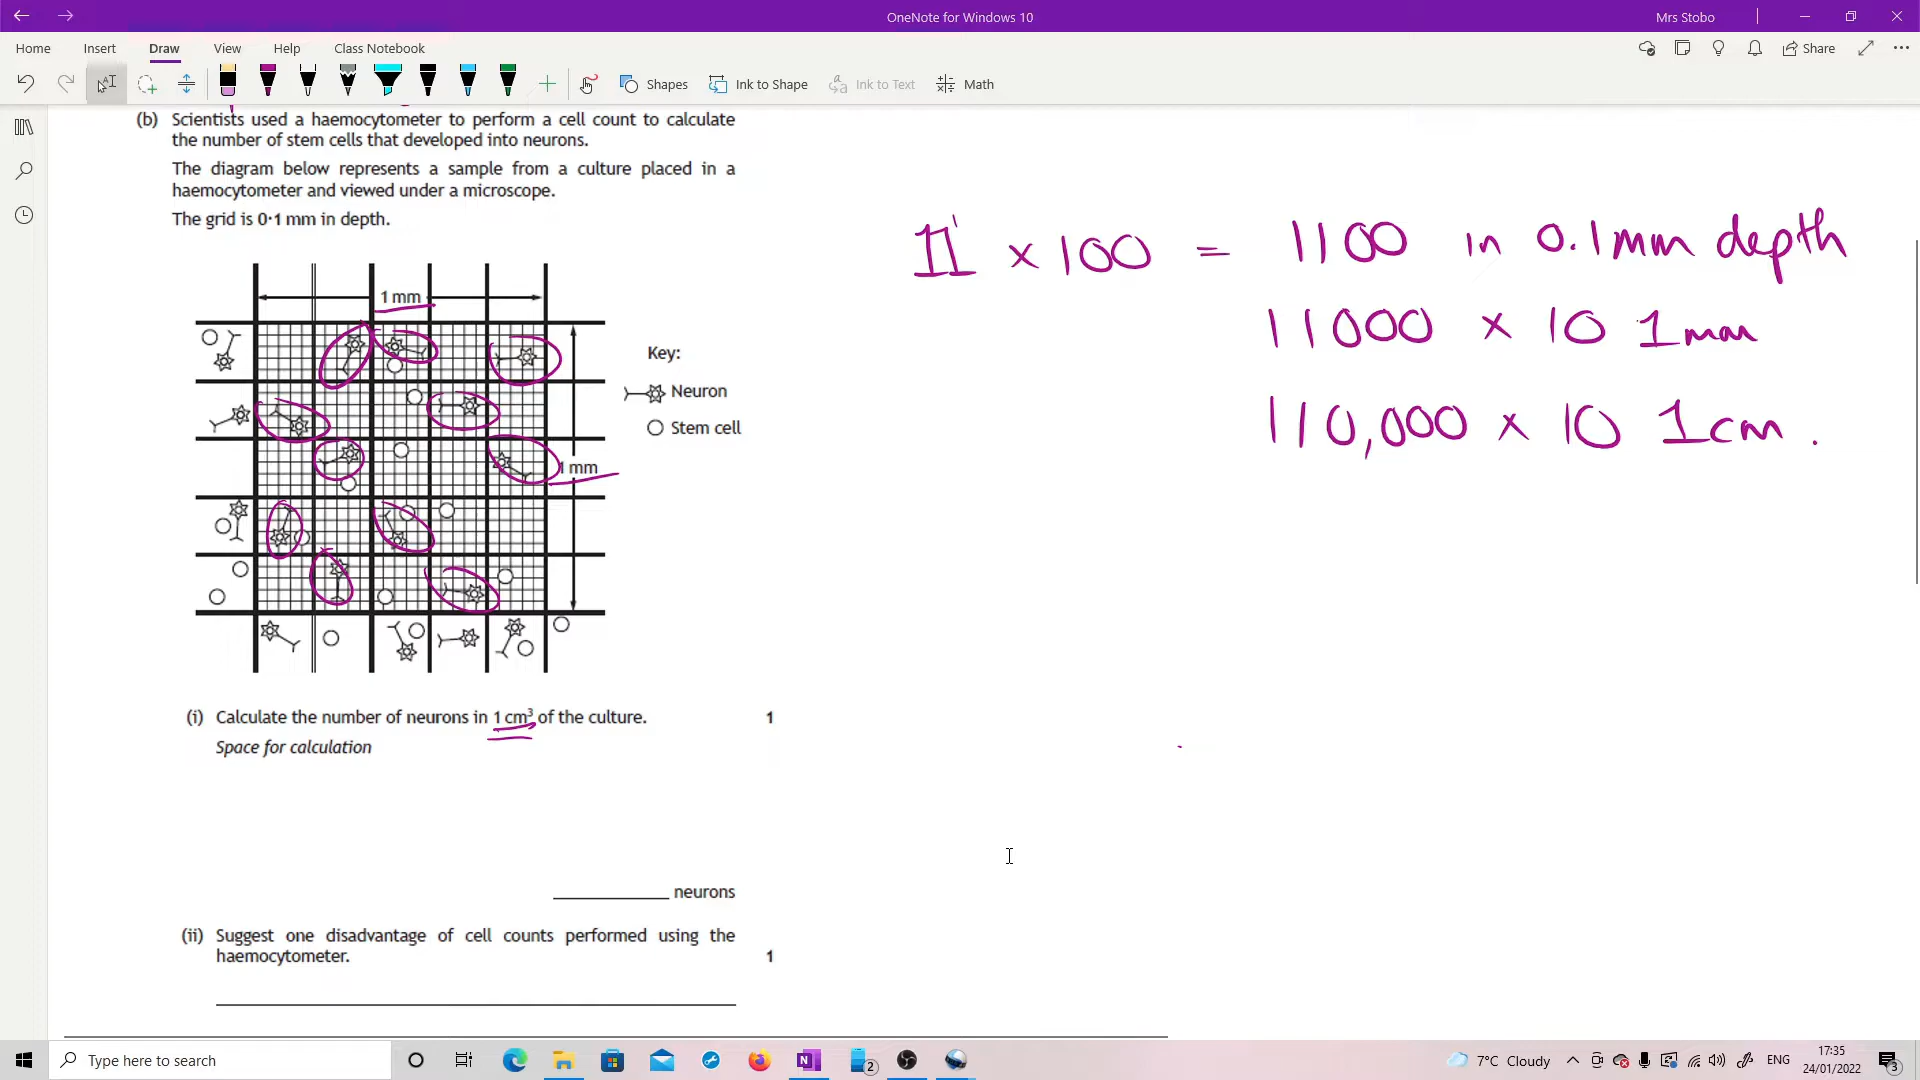 OneNote for Windows 10
Mrs Stobo
Home Insert Draw View Help Class Notebook
Share
Shapes Ink to Shape Ink to Text Math
(b) Scientists used a haemocytometer to perform a cell count to calculate
the number of stem cells that developed into neurons.
The diagram below represents a sample from a culture placed in a
haemocytometer and viewed under a microscope.
The grid is 0·1 mm in depth.
1 mm
Key:
Neuron
Stem cell
1 mm
11 × 100 = 1100 in 0.1mm depth
11000 × 10 1mm
110,000 × 10 1cm.
(i) Calculate the number of neurons in 1 cm³ of the culture. 1
Space for calculation
neurons
(ii) Suggest one disadvantage of cell counts performed using the
haemocytometer. 1
Type here to search
2
7°C Cloudy
ENG
17:35
24/01/2022
3